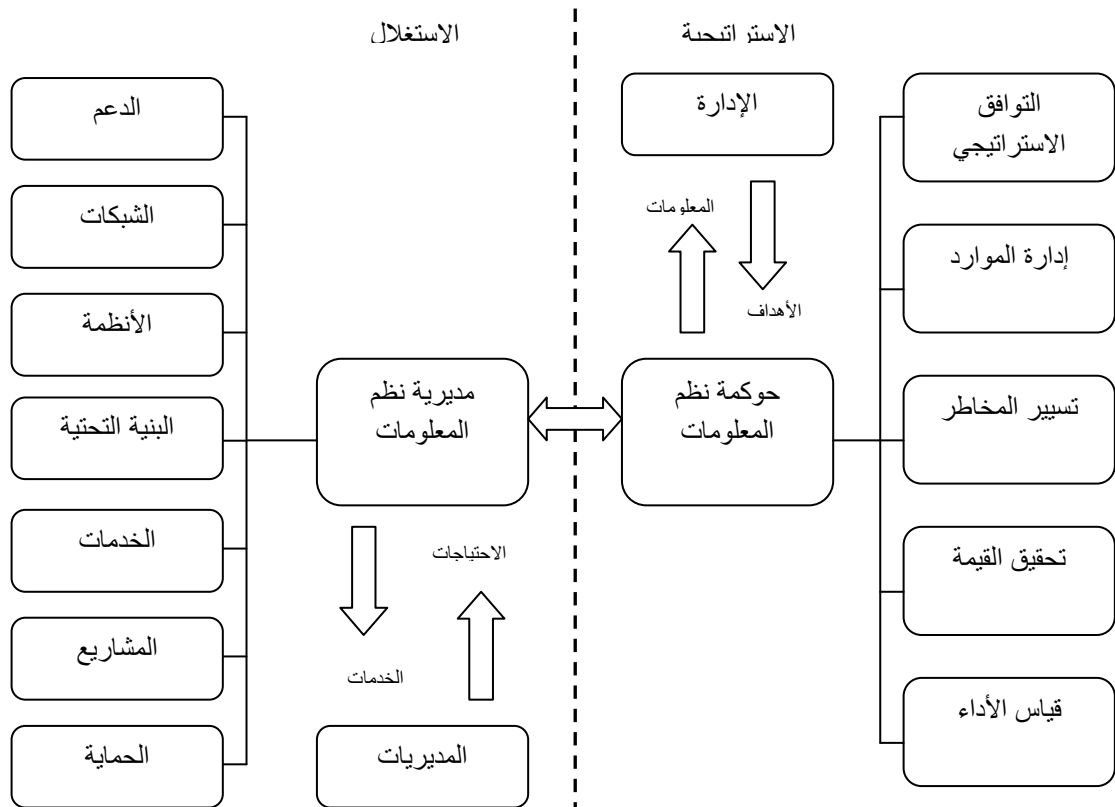 الاستراتيجية
الاستغلال
التوافق
الاستراتيجي
إدارة الموارد
تسيير المخاطر
تحقيق القيمة
قياس الأداء
الإدارة
المعلومات
الأهداف
حوكمة نظم
المعلومات
مديرية نظم
المعلومات
الاحتياجات
الخدمات
المديريات
الدعم
الشبكات
الأنظمة
البنية التحتية
الخدمات
المشاريع
الحماية